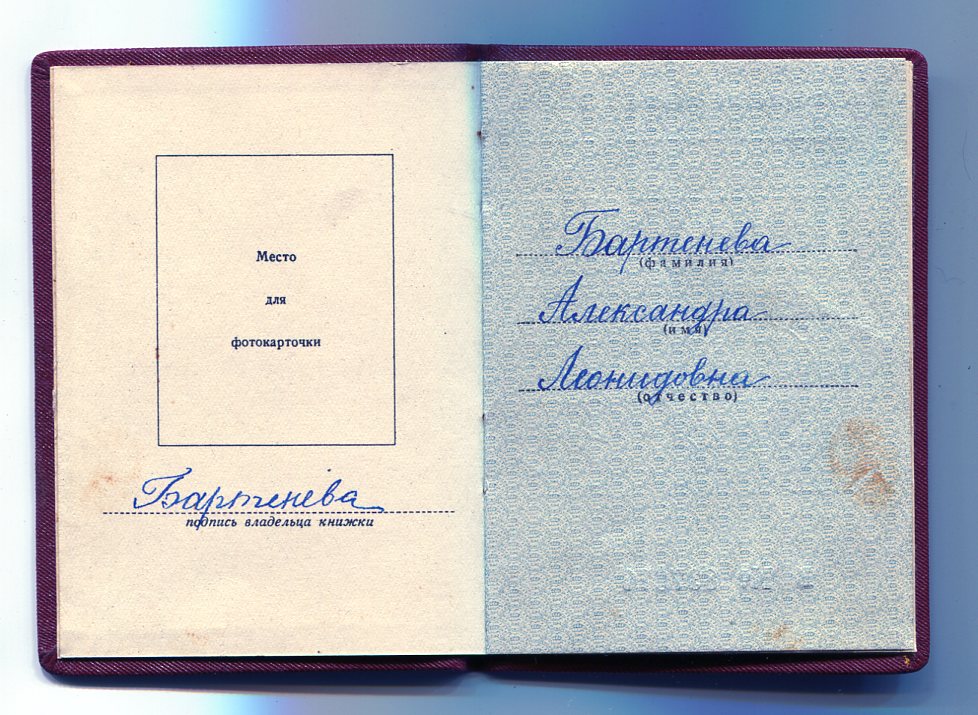 Место
для
фотокарточки
Бартенева
подпись владельца книжки
Бартенева
(фамилия)
Александра
(имя)
Леонидовна
(отчество)